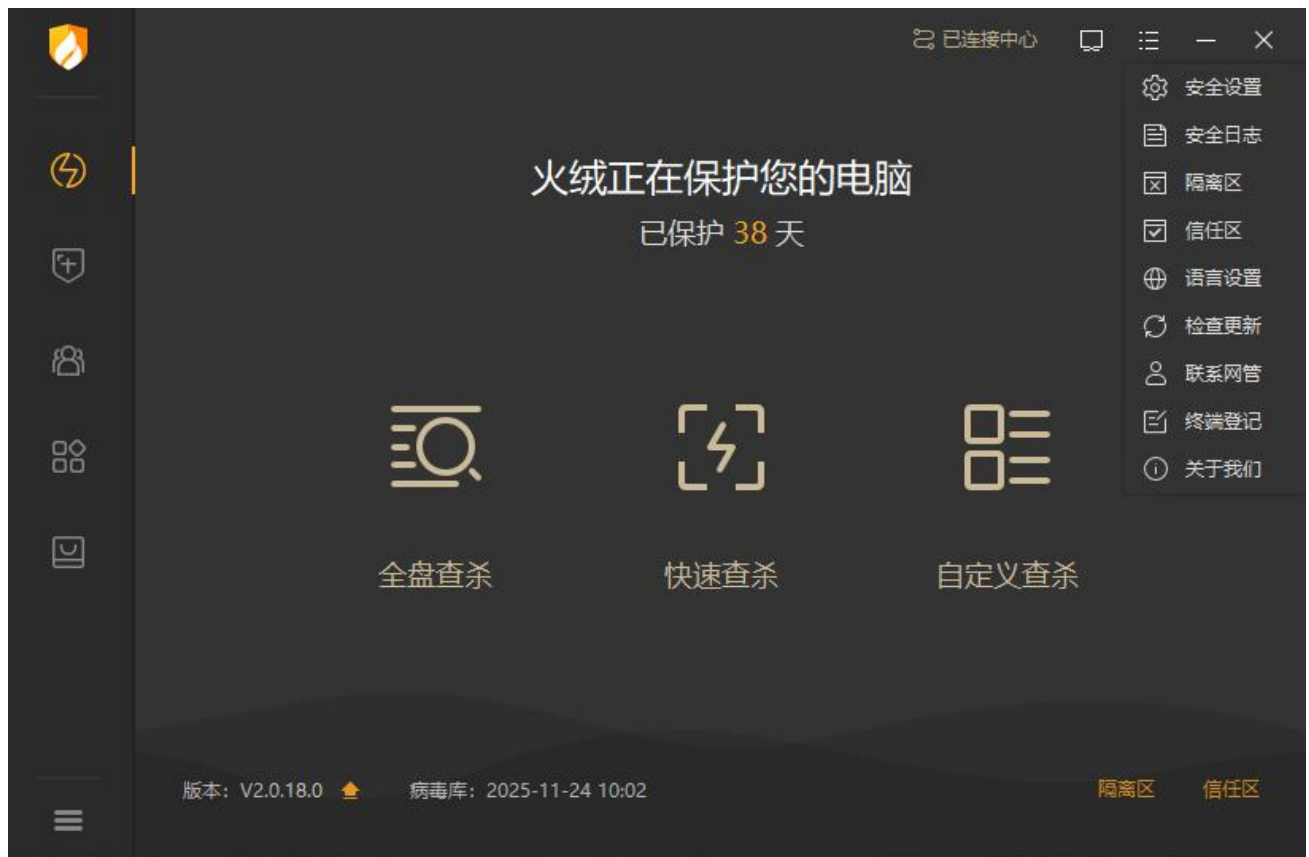 已连接中心
安全设置
安全日志
隔离区
信任区
语言设置
检查更新
联系网管
终端登记
关于我们
火绒正在保护您的电脑
已保护 38 天
全盘查杀
快速查杀
自定义查杀
版本：V2.0.18.0
病毒库：2025-11-24 10:02
隔离区
信任区